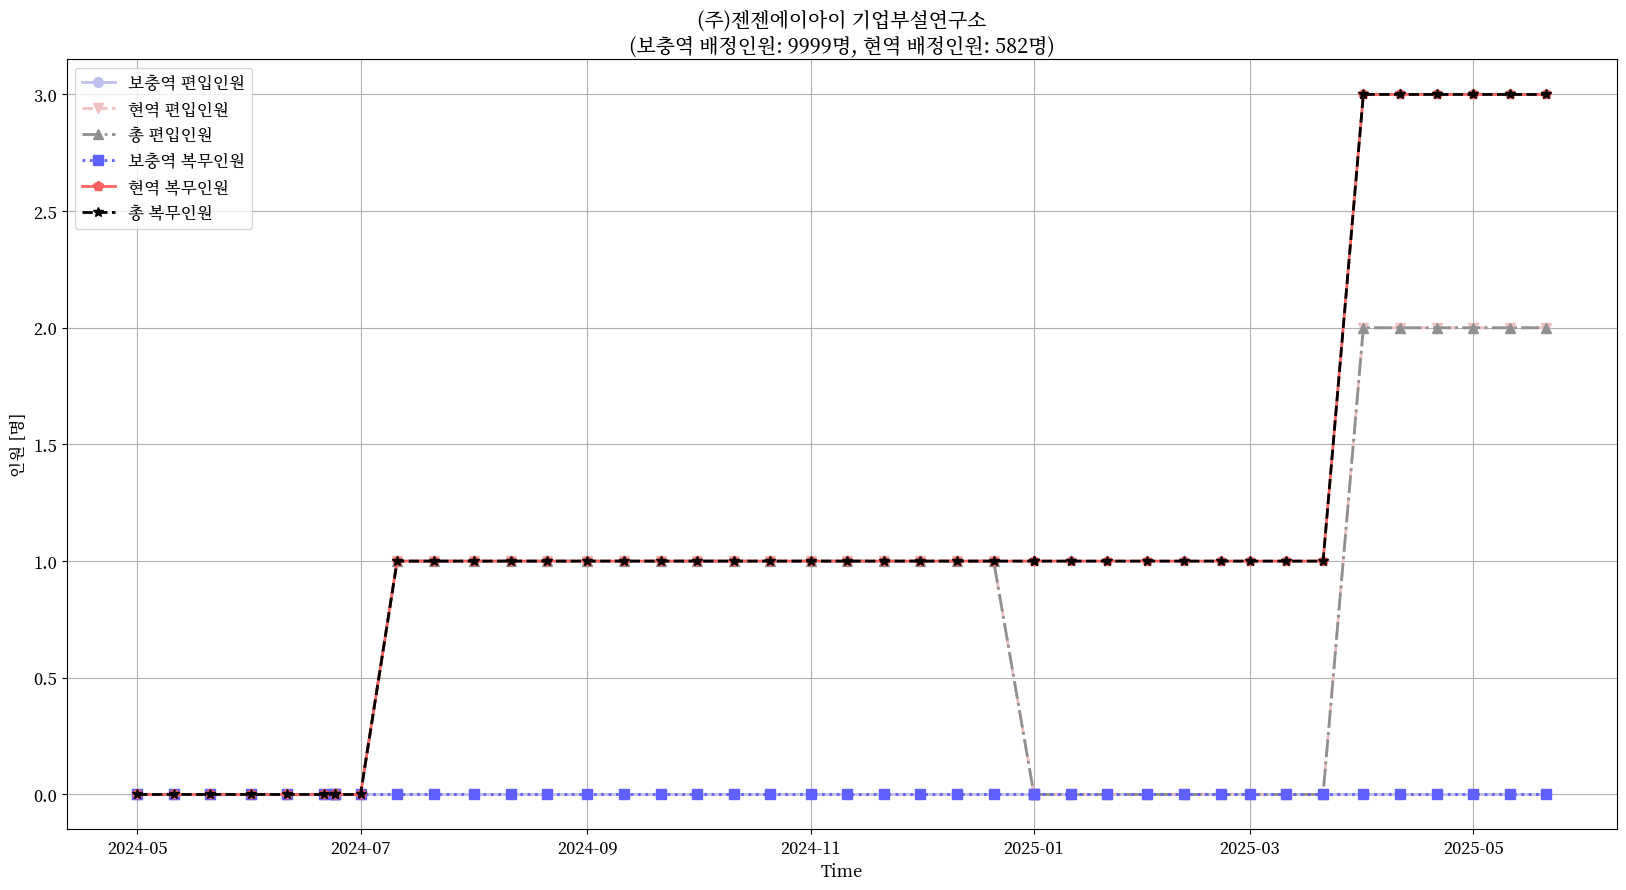 (주)젠젠에이아이 기업부설연구소
(보충역 배정인원: 9999명, 현역 배정인원: 582명)
보충역 편입인원
현역 편입인원
총 편입인원
보충역 복무인원
현역 복무인원
총 복무인원
3.0
2.5
2.0
1.5
1.0
0.5
0.0
인원 [명]
2024-05 2024-07 2024-09 2024-11 2025-01 2025-03 2025-05
Time